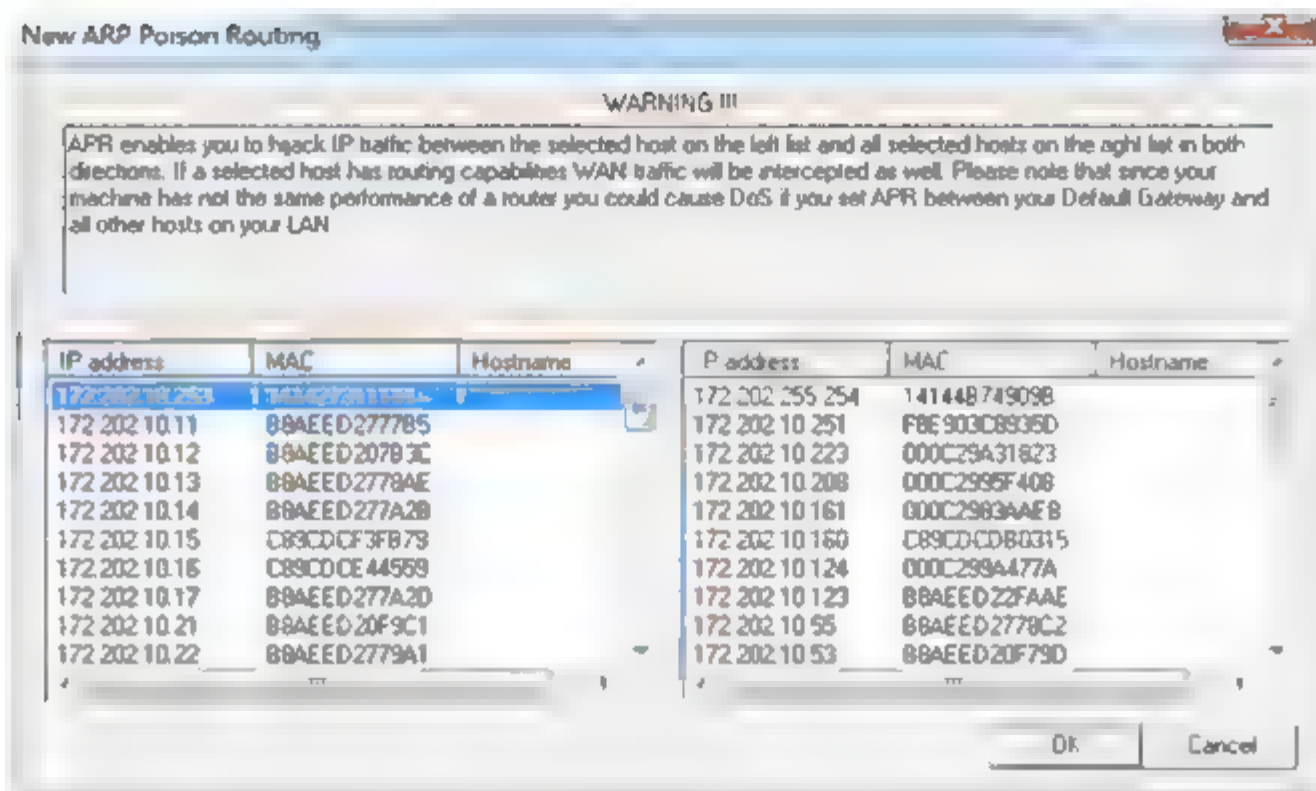 New ARP Poison Routing
WARNING !!!
APR enables you to hijack IP traffic between the selected host on the left list and all selected hosts on the right list in both
directions. If a selected host has routing capabilities WAN traffic will be intercepted as well. Please note that since your
machine has not the same performance of a router you could cause DoS if you set APR between your Default Gateway and
all other hosts on your LAN
IP address MAC Hostname
172.202.10.253
172.202.10.11 B8AEED2777B5
172.202.10.12 B8AEED207B3C
172.202.10.13 B8AEED2778AE
172.202.10.14 B8AEED277A2B
172.202.10.15 C89CDCF3FB79
172.202.10.16 C89CDCE44559
172.202.10.17 B8AEED277A2D
172.202.10.21 B8AEED20F9C1
172.202.10.22 B8AEED2779A1
IP address MAC Hostname
172.202.255.254 14144B74909B
172.202.10.251 F8E903C8935D
172.202.10.223 000C29A31823
172.202.10.208 000C2995F408
172.202.10.161 000C2983AAEB
172.202.10.160 C89CDCDB0315
172.202.10.124 000C299A477A
172.202.10.123 B8AEED22FAAE
172.202.10.55 B8AEED2778C2
172.202.10.53 B8AEED20F79D
OK Cancel